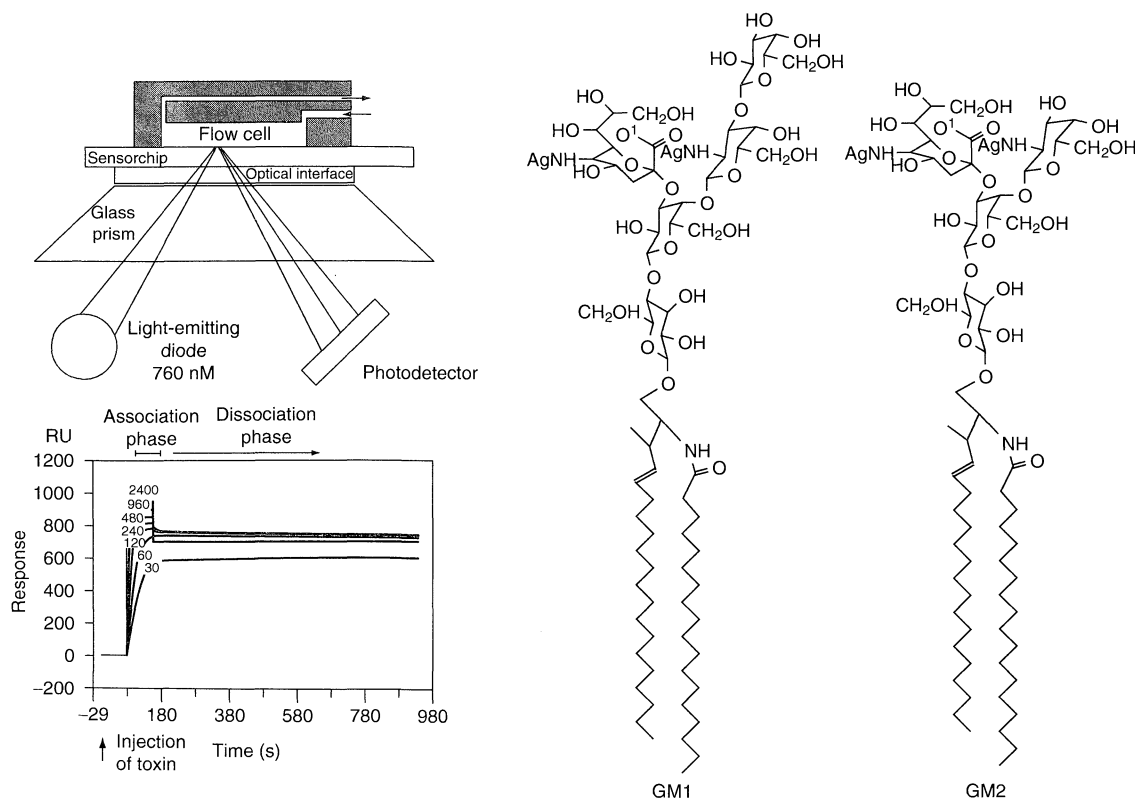 Flow cell
Sensorchip
Optical interface
Glass
prism
Light-emitting
diode
760 nM
Photodetector
Association
phase
Dissociation
phase
RU
1200
1000
800
600
400
200
0
−200
Response
2400
960
480
240
120
60
30
−29
180
380
580
780
980
Injection
of toxin
Time (s)
HO
OH
HO
CH2OH
O
O
HO
HO
CH2OH
HO
O1
O
AgNH
HO
O
AgNH
OH
CH2OH
O
O
O
HO
CH2OH
O
O
OH
CH2OH
OH
O
O
NH
O
GM1
HO
HO
CH2OH
HO
O1
O
AgNH
HO
O
AgNH
HO
OH
CH2OH
O
O
O
HO
CH2OH
O
O
OH
CH2OH
OH
O
O
NH
O
GM2